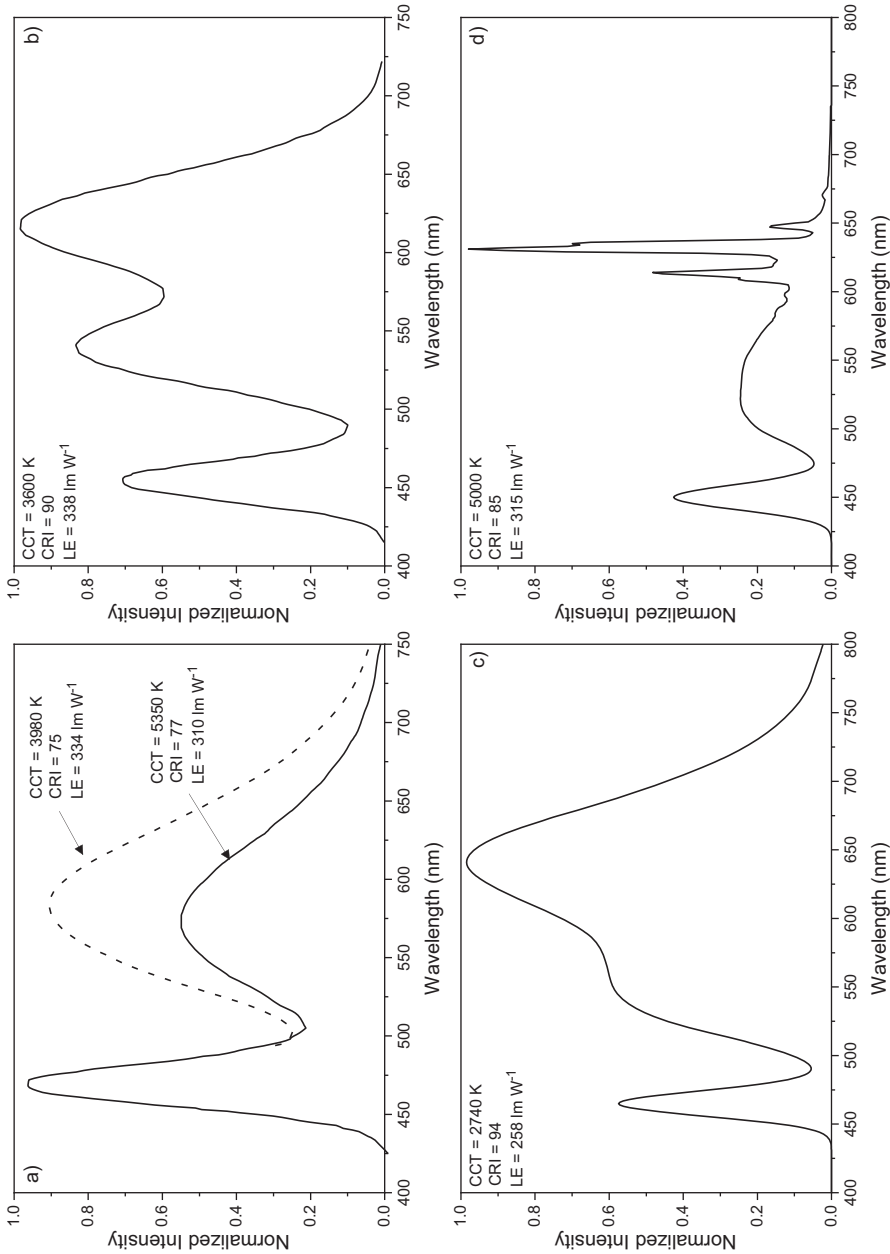 a)
CCT = 3980 K
CRI = 75
LE = 334 lm W⁻¹
CCT = 5350 K
CRI = 77
LE = 310 lm W⁻¹
1.0
0.8
0.6
0.4
0.2
0.0
Normalized Intensity
400 450 500 550 600 650 700 750
Wavelength (nm)
b)
CCT = 3600 K
CRI = 90
LE = 338 lm W⁻¹
1.0
0.8
0.6
0.4
0.2
0.0
Normalized Intensity
400 450 500 550 600 650 700 750
Wavelength (nm)
c)
CCT = 2740 K
CRI = 94
LE = 258 lm W⁻¹
1.0
0.8
0.6
0.4
0.2
0.0
Normalized Intensity
400 450 500 550 600 650 700 750 800
Wavelength (nm)
d)
CCT = 5000 K
CRI = 85
LE = 315 lm W⁻¹
1.0
0.8
0.6
0.4
0.2
0.0
Normalized Intensity
400 450 500 550 600 650 700 750 800
Wavelength (nm)